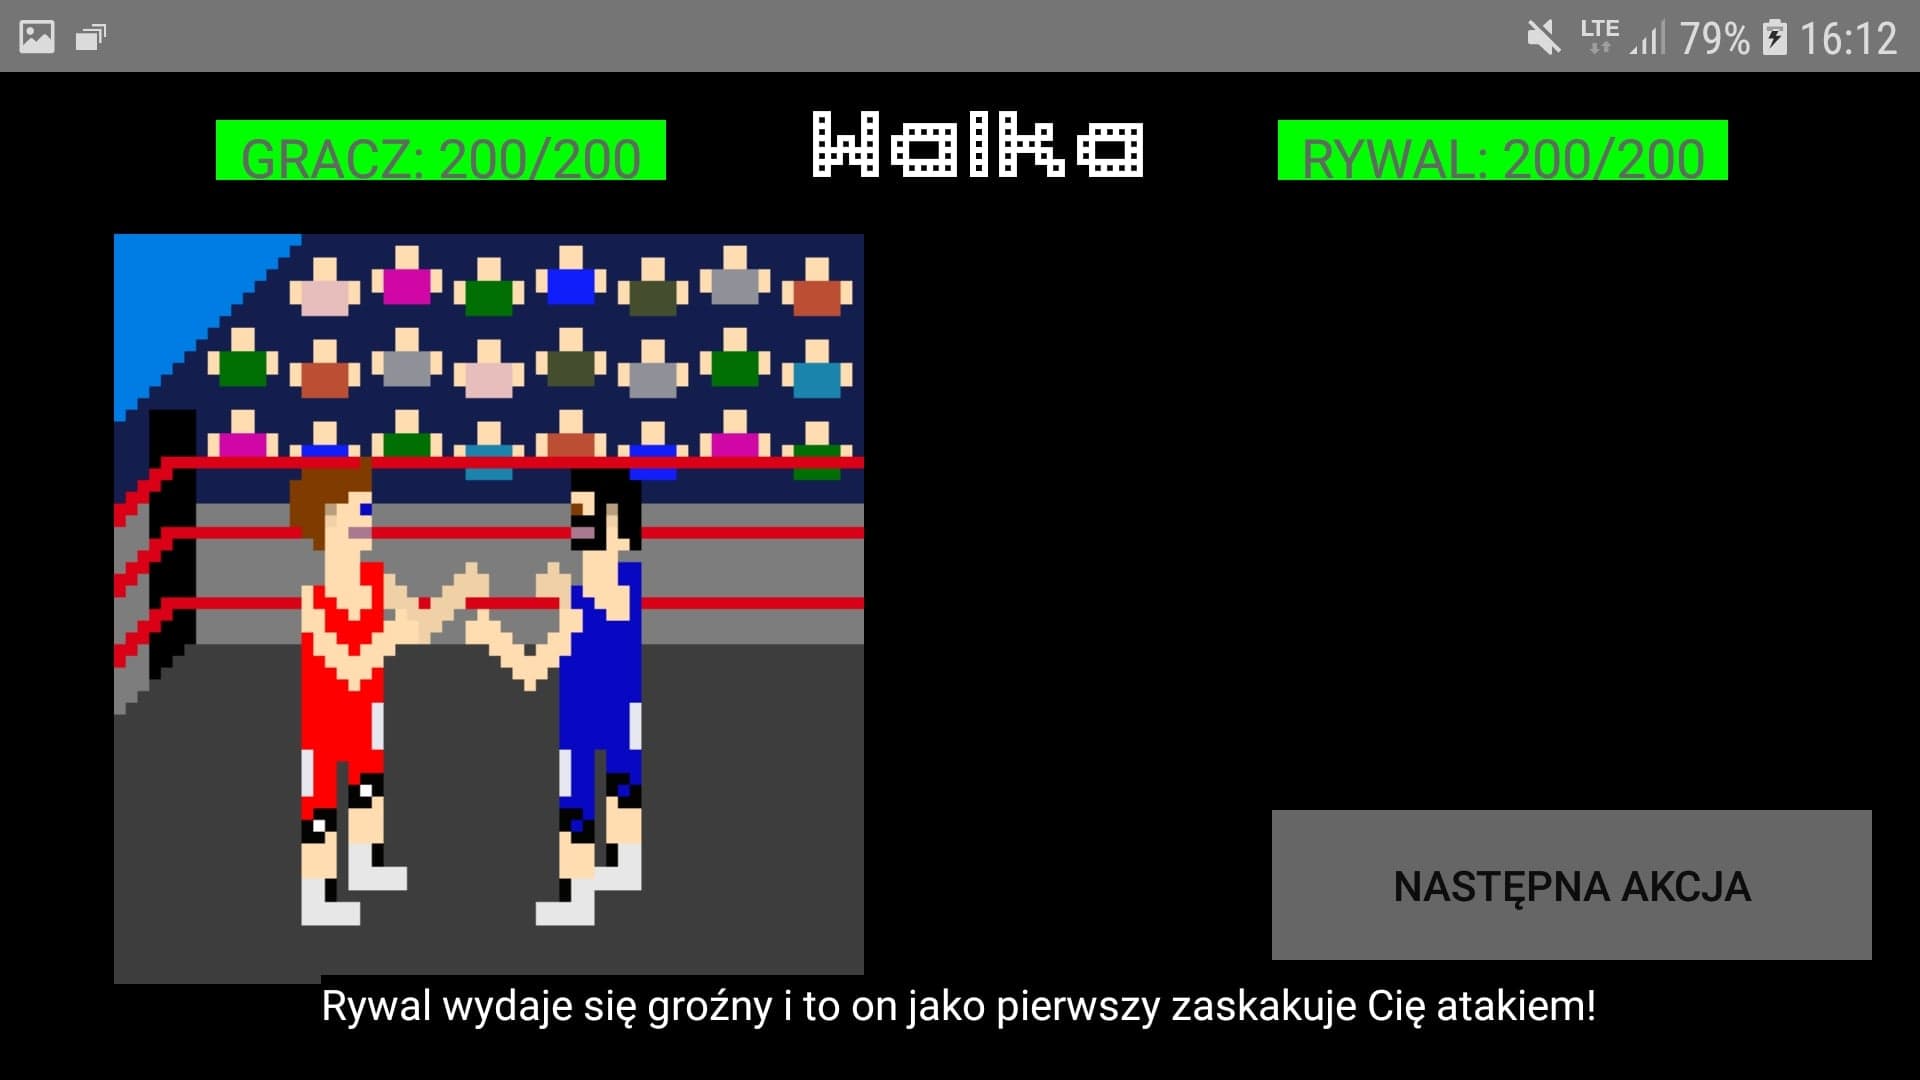 LTE 79% 16:12
GRACZ: 200/200 Walka RYWAL: 200/200
NASTĘPNA AKCJA
Rywal wydaje się groźny i to on jako pierwszy zaskakuje Cię atakiem!